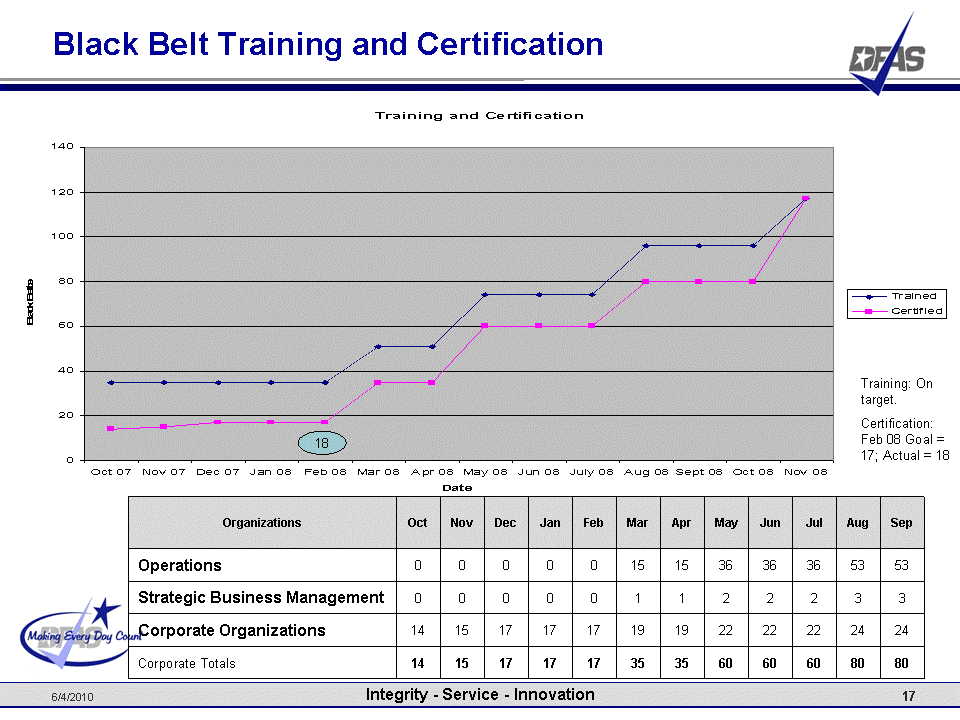 Black Belt Training and Certification
DFAS
Training and Certification
140
120
100
80
60
40
20
0
Black Belts
18
Oct 07 Nov 07 Dec 07 Jan 08 Feb 08 Mar 08 Apr 08 May 08 Jun 08 July 08 Aug 08 Sept 08 Oct 08 Nov 08
Date
Trained
Certified
Training: On
target.
Certification:
Feb 08 Goal =
17; Actual = 18
Organizations Oct Nov Dec Jan Feb Mar Apr May Jun Jul Aug Sep
Operations 0 0 0 0 0 15 15 36 36 36 53 53
Strategic Business Management 0 0 0 0 0 1 1 2 2 2 3 3
Corporate Organizations 14 15 17 17 17 19 19 22 22 22 24 24
Corporate Totals 14 15 17 17 17 35 35 60 60 60 80 80
Making Every Day Count
DFAS
6/4/2010 Integrity - Service - Innovation 17